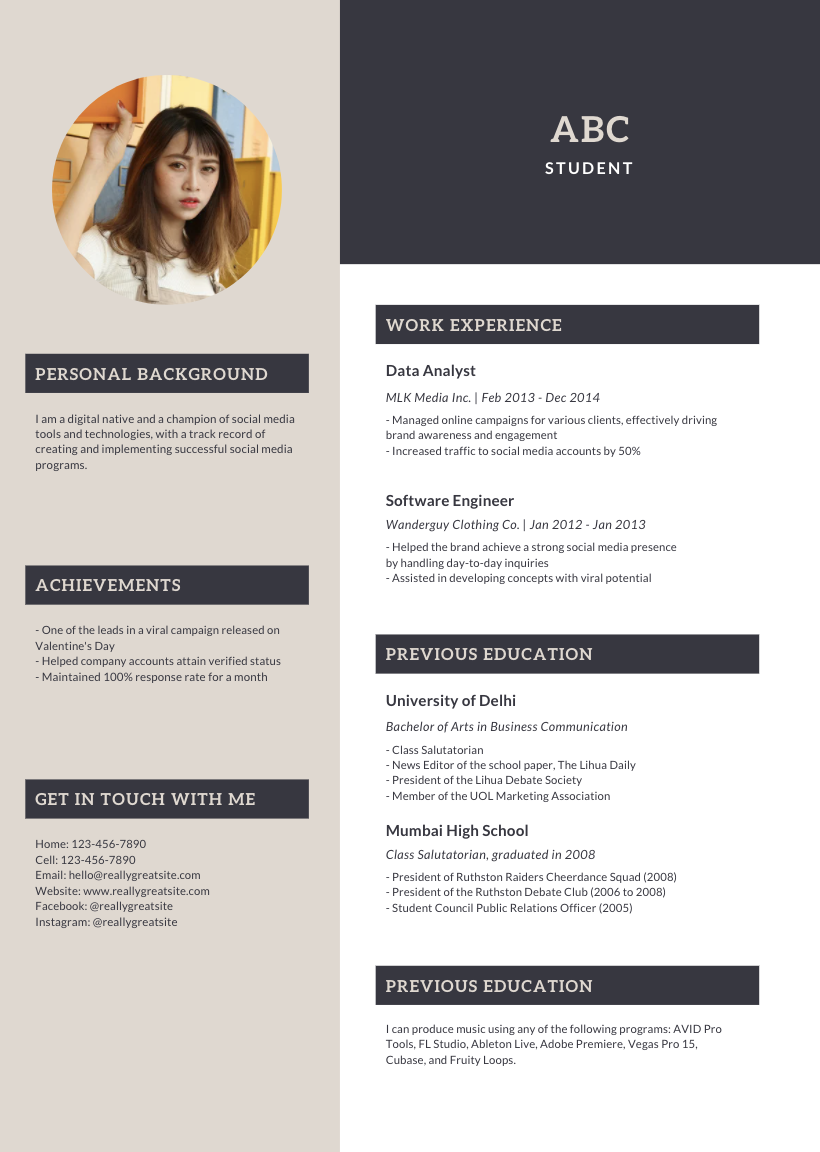 ABC
STUDENT
PERSONAL BACKGROUND
I am a digital native and a champion of social media
tools and technologies, with a track record of
creating and implementing successful social media
programs.
ACHIEVEMENTS
- One of the leads in a viral campaign released on
Valentine's Day
- Helped company accounts attain verified status
- Maintained 100% response rate for a month
GET IN TOUCH WITH ME
Home: 123-456-7890
Cell: 123-456-7890
Email: hello@reallygreatsite.com
Website: www.reallygreatsite.com
Facebook: @reallygreatsite
Instagram: @reallygreatsite
WORK EXPERIENCE
Data Analyst
MLK Media Inc. | Feb 2013 - Dec 2014
- Managed online campaigns for various clients, effectively driving
brand awareness and engagement
- Increased traffic to social media accounts by 50%
Software Engineer
Wanderguy Clothing Co. | Jan 2012 - Jan 2013
- Helped the brand achieve a strong social media presence
by handling day-to-day inquiries
- Assisted in developing concepts with viral potential
PREVIOUS EDUCATION
University of Delhi
Bachelor of Arts in Business Communication
- Class Salutatorian
- News Editor of the school paper, The Lihua Daily
- President of the Lihua Debate Society
- Member of the UOL Marketing Association
Mumbai High School
Class Salutatorian, graduated in 2008
- President of Ruthston Raiders Cheerdance Squad (2008)
- President of the Ruthston Debate Club (2006 to 2008)
- Student Council Public Relations Officer (2005)
PREVIOUS EDUCATION
I can produce music using any of the following programs: AVID Pro
Tools, FL Studio, Ableton Live, Adobe Premiere, Vegas Pro 15,
Cubase, and Fruity Loops.